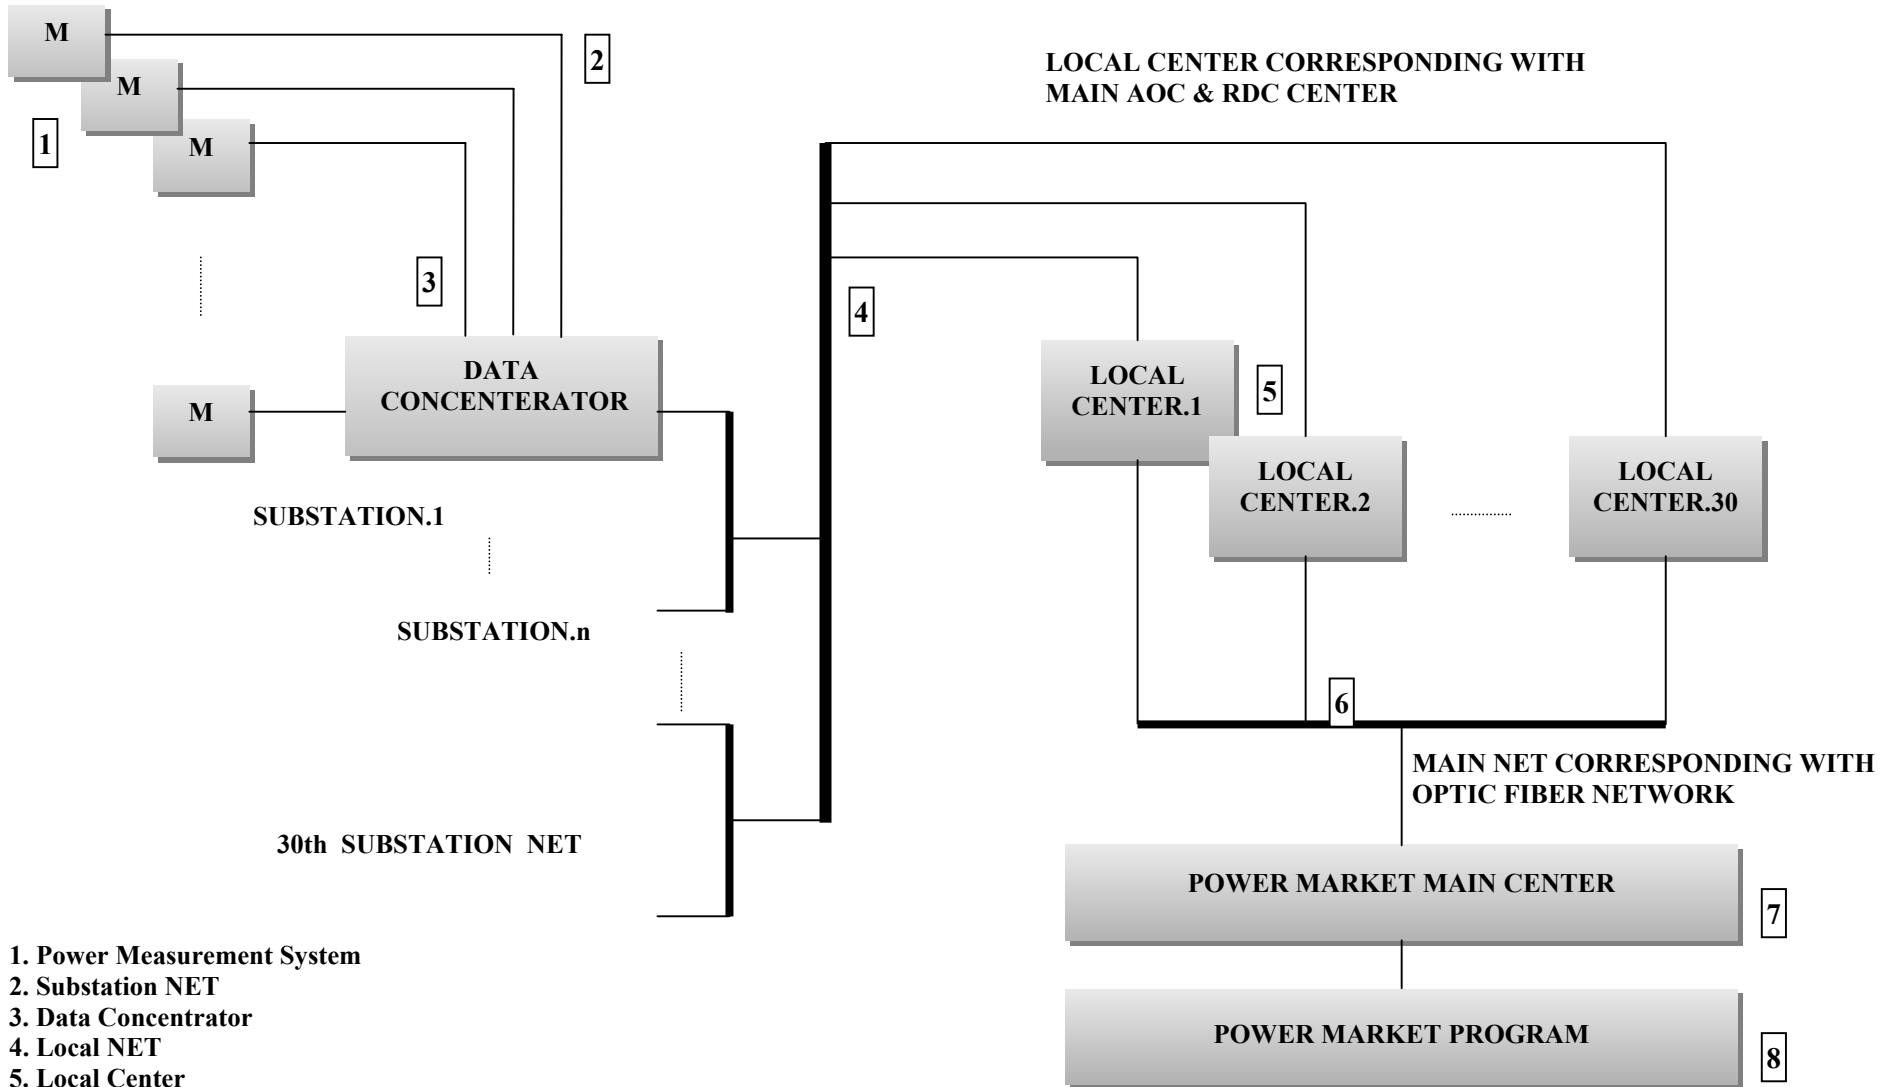 M
2
M
1
M
3
DATA
CONCENTERATOR
M
SUBSTATION.1
SUBSTATION.n
30th SUBSTATION NET
LOCAL CENTER CORRESPONDING WITH
MAIN AOC & RDC CENTER
4
LOCAL
CENTER.1
5
LOCAL
CENTER.2
LOCAL
CENTER.30
6
MAIN NET CORRESPONDING WITH
OPTIC FIBER NETWORK
POWER MARKET MAIN CENTER
7
POWER MARKET PROGRAM
8
1. Power Measurement System
2. Substation NET
3. Data Concentrator
4. Local NET
5. Local Center